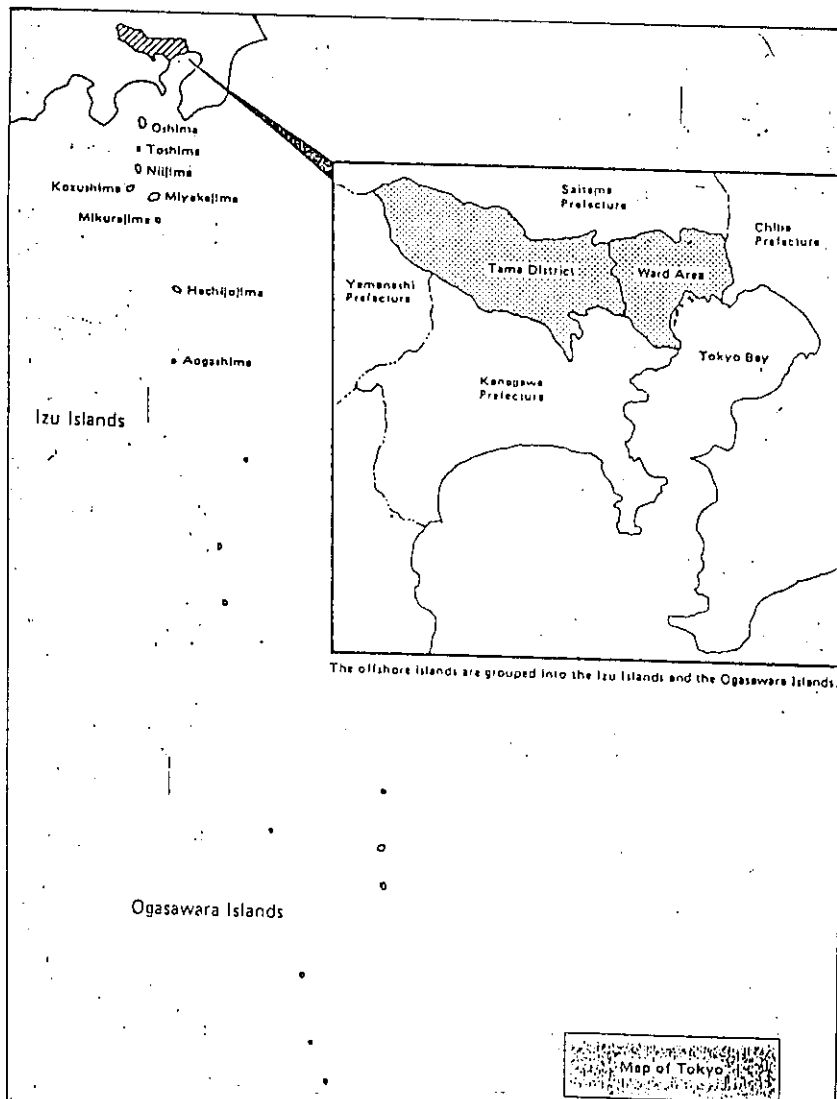 Oshima
Toshima
Niijima
Kozushima
Miyakejima
Mikurajima
Hachijojima
Aogashima
Izu Islands
Saitama
Prefecture
Chiba
Prefecture
Tama District
Ward Area
Yamanashi
Prefecture
Tokyo Bay
Kanagawa
Prefecture
The offshore islands are grouped into the Izu Islands and the Ogasawara Islands.
Ogasawara Islands
Map of Tokyo